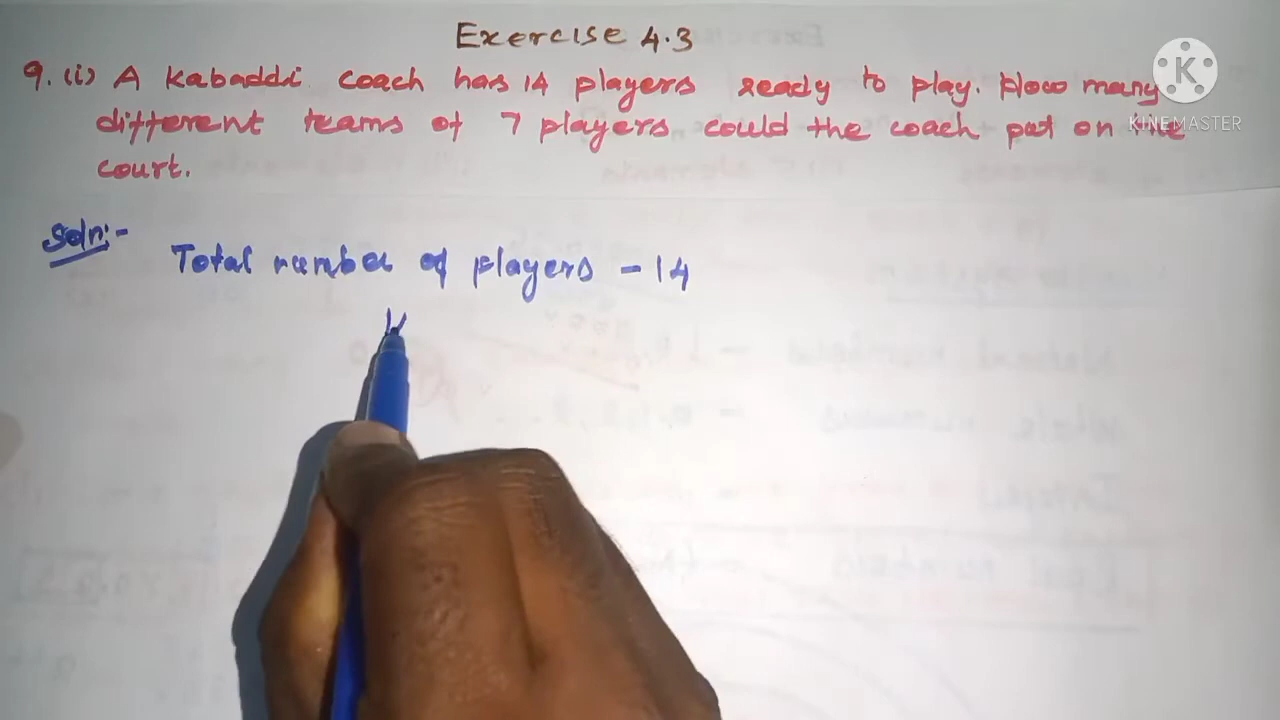 Exercise 4.3
9. (i) A Kabaddi coach has 14 players ready to play. How many
different teams of 7 players could the coach put on the
court.
Soln:-
Total number of players - 14
K
KINEMASTER